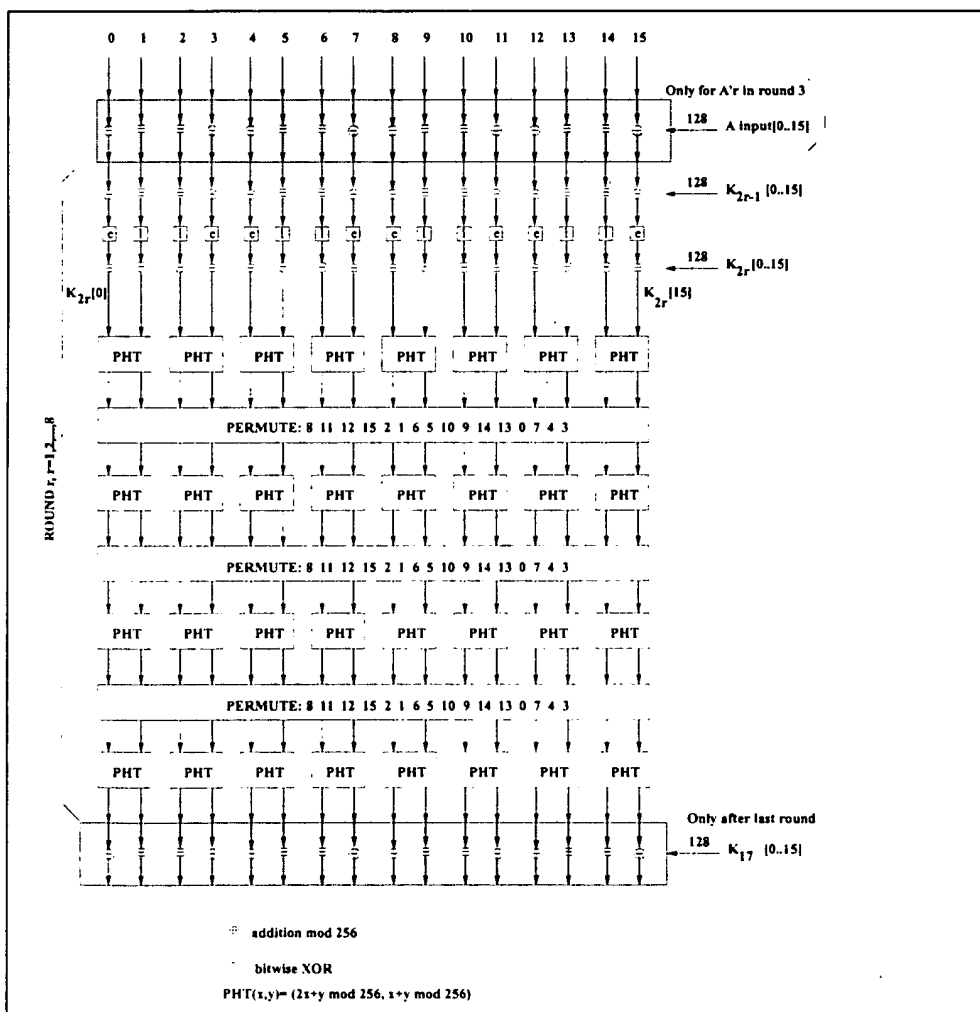 0 1 2 3 4 5 6 7 8 9 10 11 12 13 14 15
Only for A'r in round 3
128 A input[0..15]
128 K2r-1 [0..15]
e l l e e l l e e l l e e l l e
128 K2r [0..15]
K2r[0] K2r[15]
PHT PHT PHT PHT PHT PHT PHT PHT
PERMUTE: 8 11 12 15 2 1 6 5 10 9 14 13 0 7 4 3
PHT PHT PHT PHT PHT PHT PHT PHT
ROUND r, r=1,2,...,8
PERMUTE: 8 11 12 15 2 1 6 5 10 9 14 13 0 7 4 3
PHT PHT PHT PHT PHT PHT PHT PHT
PERMUTE: 8 11 12 15 2 1 6 5 10 9 14 13 0 7 4 3
PHT PHT PHT PHT PHT PHT PHT PHT
Only after last round
128 K17 [0..15]
addition mod 256
bitwise XOR
PHT(x,y)= (2x+y mod 256, x+y mod 256)